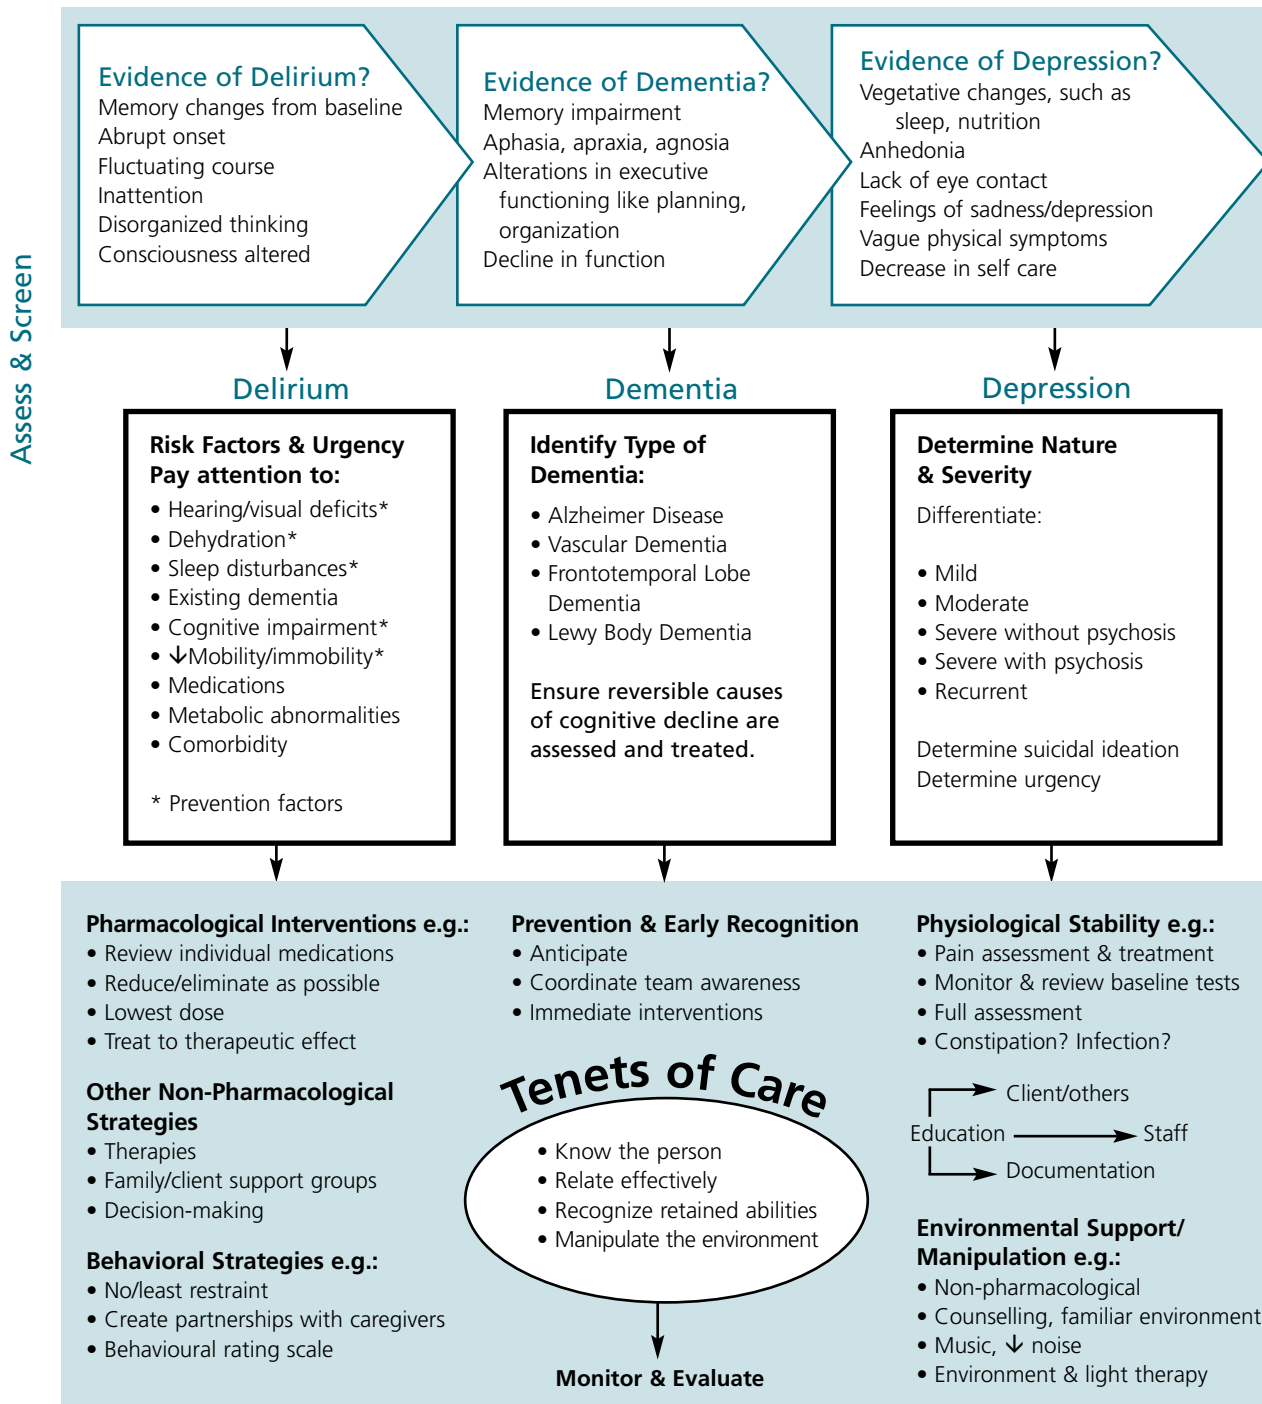 Assess & Screen
Evidence of Delirium?
Memory changes from baseline
Abrupt onset
Fluctuating course
Inattention
Disorganized thinking
Consciousness altered
Evidence of Dementia?
Memory impairment
Aphasia, apraxia, agnosia
Alterations in executive
functioning like planning,
organization
Decline in function
Evidence of Depression?
Vegetative changes, such as
sleep, nutrition
Anhedonia
Lack of eye contact
Feelings of sadness/depression
Vague physical symptoms
Decrease in self care
Delirium
Risk Factors & Urgency
Pay attention to:
• Hearing/visual deficits*
• Dehydration*
• Sleep disturbances*
• Existing dementia
• Cognitive impairment*
• ↓Mobility/immobility*
• Medications
• Metabolic abnormalities
• Comorbidity
* Prevention factors
Dementia
Identify Type of
Dementia:
• Alzheimer Disease
• Vascular Dementia
• Frontotemporal Lobe
Dementia
• Lewy Body Dementia
Ensure reversible causes
of cognitive decline are
assessed and treated.
Depression
Determine Nature
& Severity
Differentiate:
• Mild
• Moderate
• Severe without psychosis
• Severe with psychosis
• Recurrent
Determine suicidal ideation
Determine urgency
Pharmacological Interventions e.g.:
• Review individual medications
• Reduce/eliminate as possible
• Lowest dose
• Treat to therapeutic effect
Other Non-Pharmacological
Strategies
• Therapies
• Family/client support groups
• Decision-making
Behavioral Strategies e.g.:
• No/least restraint
• Create partnerships with caregivers
• Behavioural rating scale
Prevention & Early Recognition
• Anticipate
• Coordinate team awareness
• Immediate interventions
Tenets of Care
• Know the person
• Relate effectively
• Recognize retained abilities
• Manipulate the environment
Monitor & Evaluate
Physiological Stability e.g.:
• Pain assessment & treatment
• Monitor & review baseline tests
• Full assessment
• Constipation? Infection?
Client/others
Education
Staff
Documentation
Environmental Support/
Manipulation e.g.:
• Non-pharmacological
• Counselling, familiar environment
• Music, ↓ noise
• Environment & light therapy